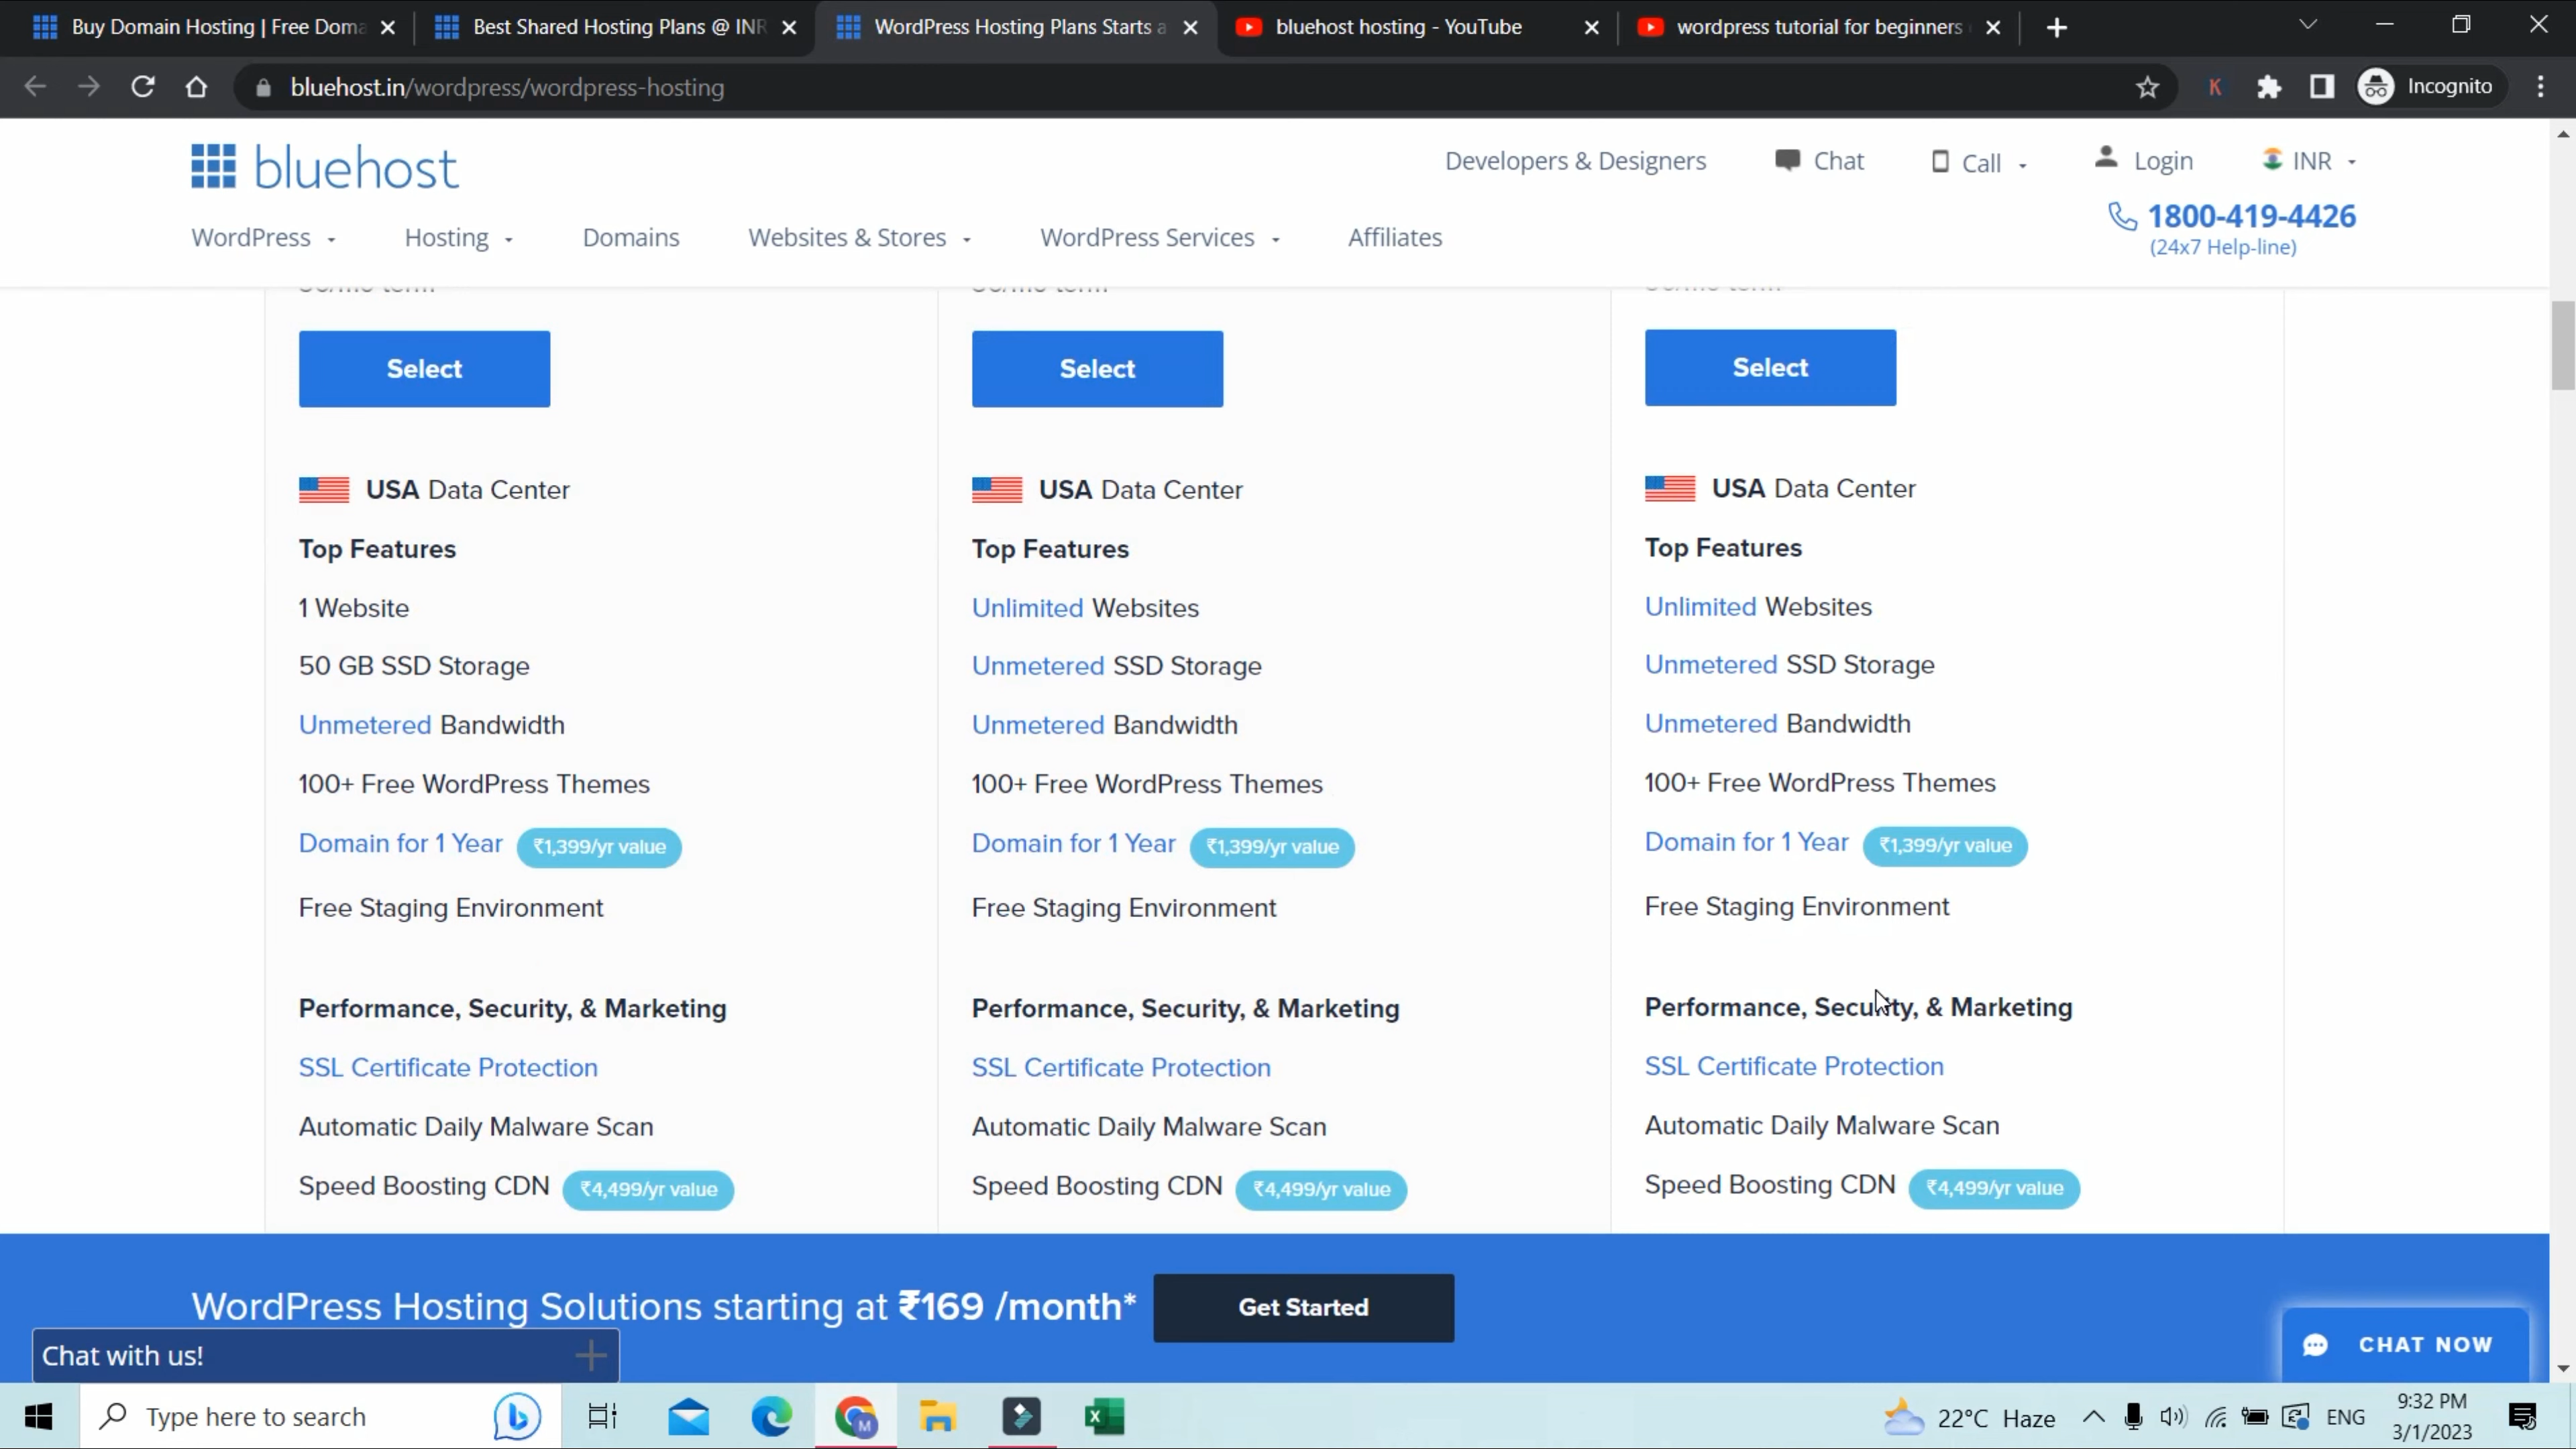 Buy Domain Hosting | Free Doma
Best Shared Hosting Plans @ INR
WordPress Hosting Plans Starts a
bluehost hosting - YouTube
wordpress tutorial for beginners
bluehost.in/wordpress/wordpress-hosting
K
Incognito
bluehost
Developers & Designers
Chat
Call
Login
INR
1800-419-4426
(24x7 Help-line)
WordPress
Hosting
Domains
Websites & Stores
WordPress Services
Affiliates
Select
USA Data Center
Top Features
1 Website
50 GB SSD Storage
Unmetered Bandwidth
100+ Free WordPress Themes
Domain for 1 Year ₹1,399/yr value
Free Staging Environment
Performance, Security, & Marketing
SSL Certificate Protection
Automatic Daily Malware Scan
Speed Boosting CDN ₹4,499/yr value
Select
USA Data Center
Top Features
Unlimited Websites
Unmetered SSD Storage
Unmetered Bandwidth
100+ Free WordPress Themes
Domain for 1 Year ₹1,399/yr value
Free Staging Environment
Performance, Security, & Marketing
SSL Certificate Protection
Automatic Daily Malware Scan
Speed Boosting CDN ₹4,499/yr value
Select
USA Data Center
Top Features
Unlimited Websites
Unmetered SSD Storage
Unmetered Bandwidth
100+ Free WordPress Themes
Domain for 1 Year ₹1,399/yr value
Free Staging Environment
Performance, Security, & Marketing
SSL Certificate Protection
Automatic Daily Malware Scan
Speed Boosting CDN ₹4,499/yr value
WordPress Hosting Solutions starting at ₹169 /month*
Get Started
Chat with us!
CHAT NOW
Type here to search
M
22°C Haze
ENG
9:32 PM
3/1/2023